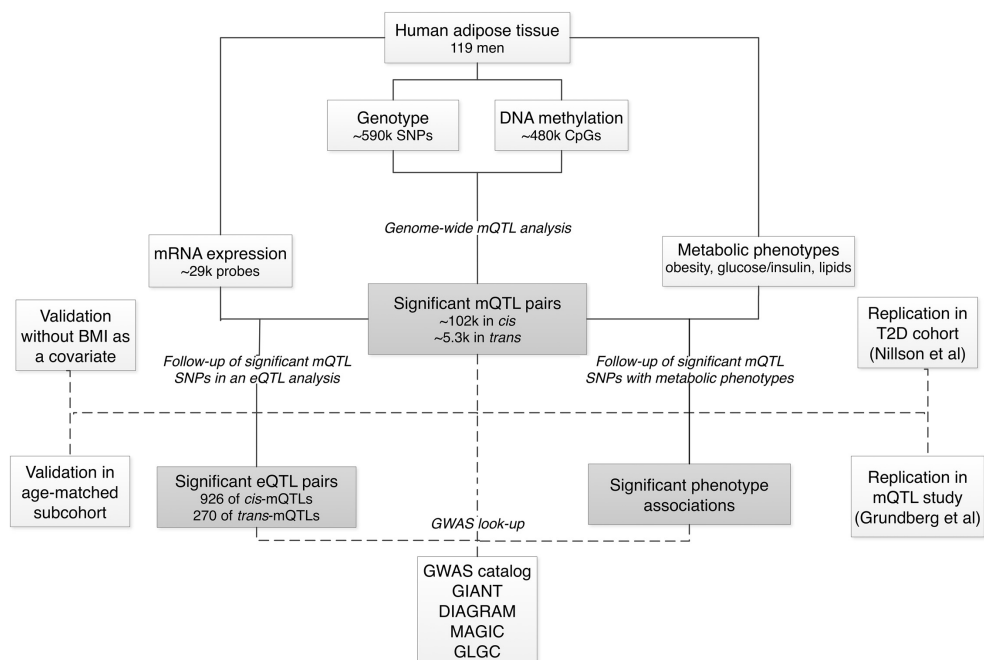 Human adipose tissue
119 men
Genotype
~590k SNPs
DNA methylation
~480k CpGs
Genome-wide mQTL analysis
mRNA expression
~29k probes
Metabolic phenotypes
obesity, glucose/insulin, lipids
Significant mQTL pairs
~102k in cis
~5.3k in trans
Validation
without BMI as
a covariate
Replication in
T2D cohort
(Nillson et al)
Follow-up of significant mQTL
SNPs in an eQTL analysis
Follow-up of significant mQTL
SNPs with metabolic phenotypes
Validation in
age-matched
subcohort
Significant eQTL pairs
926 of cis-mQTLs
270 of trans-mQTLs
Significant phenotype
associations
Replication in
mQTL study
(Grundberg et al)
GWAS look-up
GWAS catalog
GIANT
DIAGRAM
MAGIC
GLGC